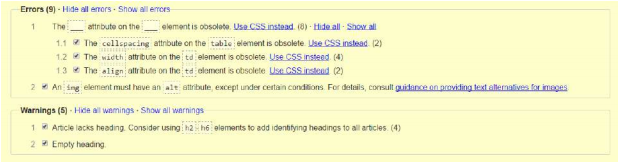 Errors (9) · Hide all errors · Show all errors
1 The ___ attribute on the ___ element is obsolete. Use CSS instead. (8) · Hide all · Show all
1.1 The cellspacing attribute on the table element is obsolete. Use CSS instead. (2)
1.2 The width attribute on the td element is obsolete. Use CSS instead. (4)
1.3 The align attribute on the td element is obsolete. Use CSS instead (2)
2 An img element must have an alt attribute, except under certain conditions. For details, consult guidance on providing text alternatives for images.
Warnings (5) · Hide all warnings · Show all warnings
1 Article lacks heading. Consider using h2-h6 elements to add identifying headings to all articles. (4)
2 Empty heading.